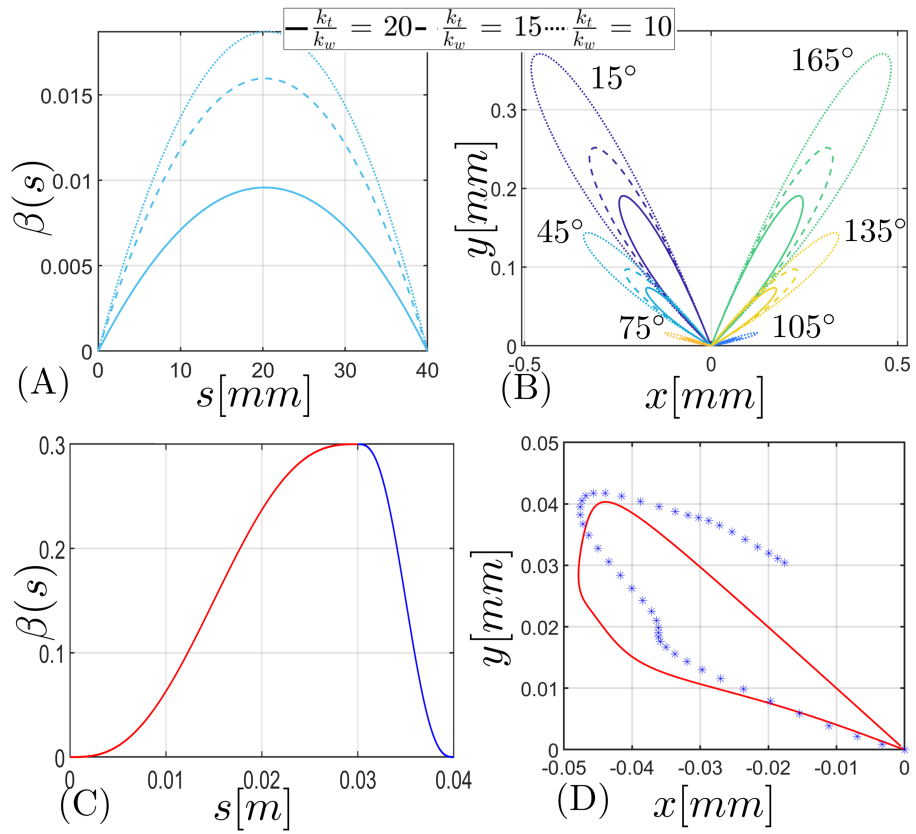 k_t/k_w = 20 k_t/k_w = 15 k_t/k_w = 10
0.015
0.01
0.005
0
β(s)
0 10 20 30 40
s[mm]
(A)
0.3
0.2
0.1
0
y[mm]
15° 165°
45° 135°
75° 105°
-0.5 0 0.5
x[mm]
(B)
0.3
0.2
0.3
0
β(s)
0 0.01 0.02 0.03 0.04
s[m]
(C)
0.05
0.04
0.03
0.02
0.01
0
y[mm]
-0.05 -0.04 -0.03 -0.02 -0.01 0
x[mm]
(D)